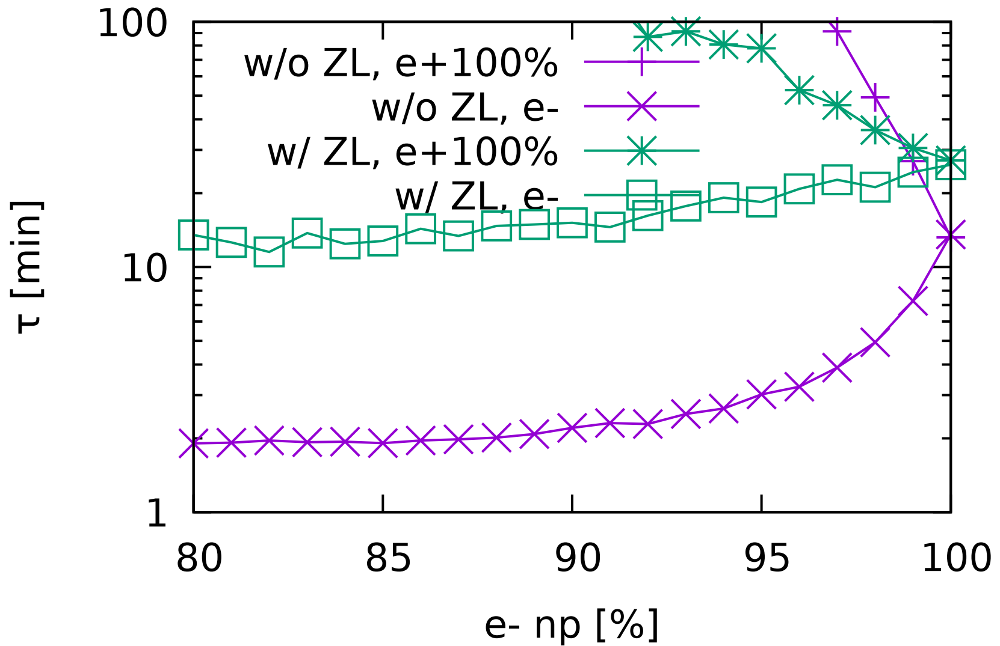 100
10
1
τ [min]
w/o ZL, e+100%
w/o ZL, e-
w/ ZL, e+100%
w/ ZL, e-
80 85 90 95 100
e- np [%]